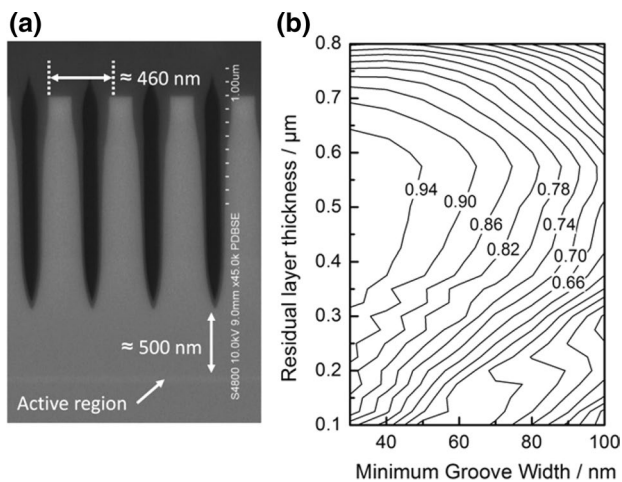 (a)
≈ 460 nm
≈ 500 nm
Active region
1.00um
S4800 10.0kV 9.0mm x45.0k PDBSE
(b)
Residual layer thickness / μm
0.8
0.7
0.6
0.5
0.4
0.3
0.2
0.1
0.94
0.90
0.86
0.82
0.78
0.74
0.70
0.66
40 60 80 100
Minimum Groove Width / nm